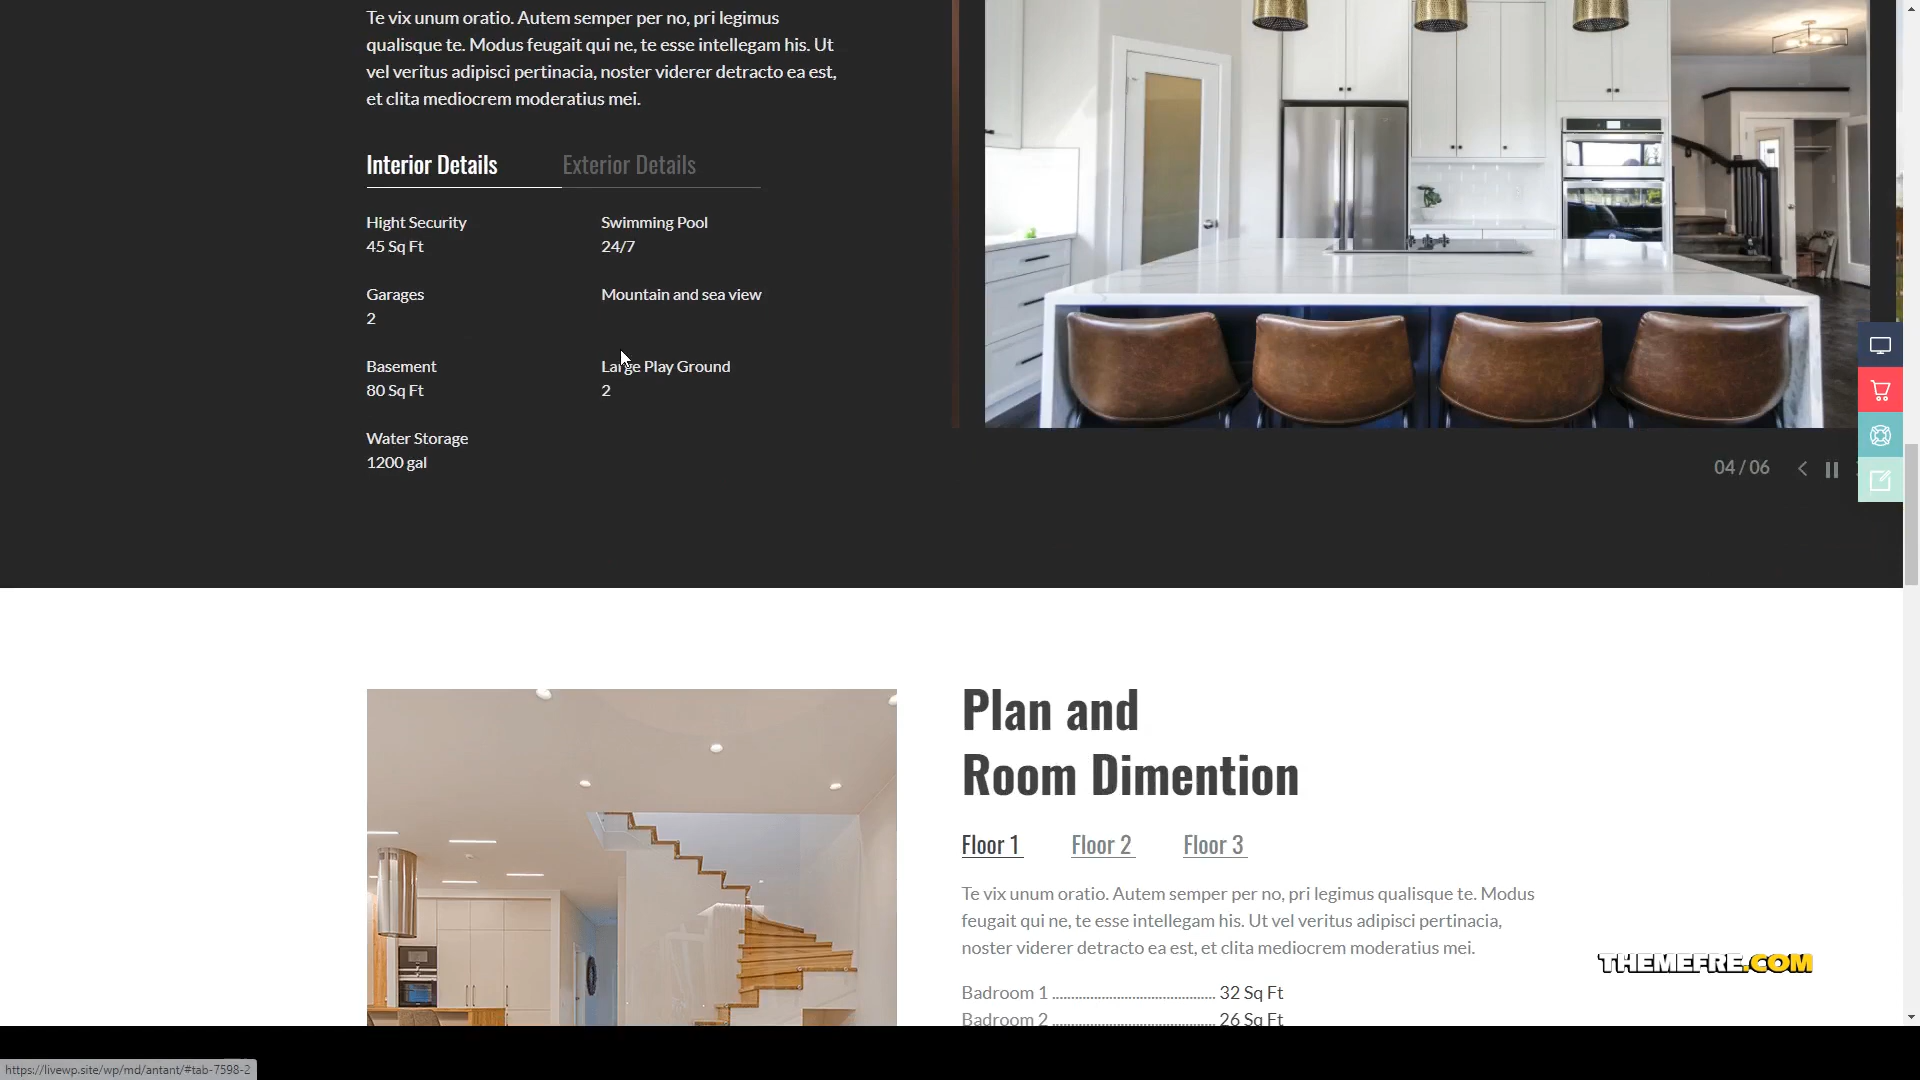 Te vix unum oratio. Autem semper per no, pri legimus
qualisque te. Modus feugait qui ne, te esse intellegam his. Ut
vel veritus adipisci pertinacia, noster viderer detracto ea est,
et clita mediocrem moderatius mei.
Interior Details
Exterior Details
Hight Security
45 Sq Ft
Swimming Pool
24/7
Garages
2
Mountain and sea view
Basement
80 Sq Ft
Large Play Ground
2
Water Storage
1200 gal
04 / 06
Plan and
Room Dimention
Floor 1
Floor 2
Floor 3
Te vix unum oratio. Autem semper per no, pri legimus qualisque te. Modus
feugait qui ne, te esse intellegam his. Ut vel veritus adipisci pertinacia,
noster viderer detracto ea est, et clita mediocrem moderatius mei.
THEMEFRE.COM
Badroom 1 ......................................... 32 Sq Ft
Badroom 2 ......................................... 26 Sq Ft
https://livewp.site/wp/md/antant/#tab-7598-2